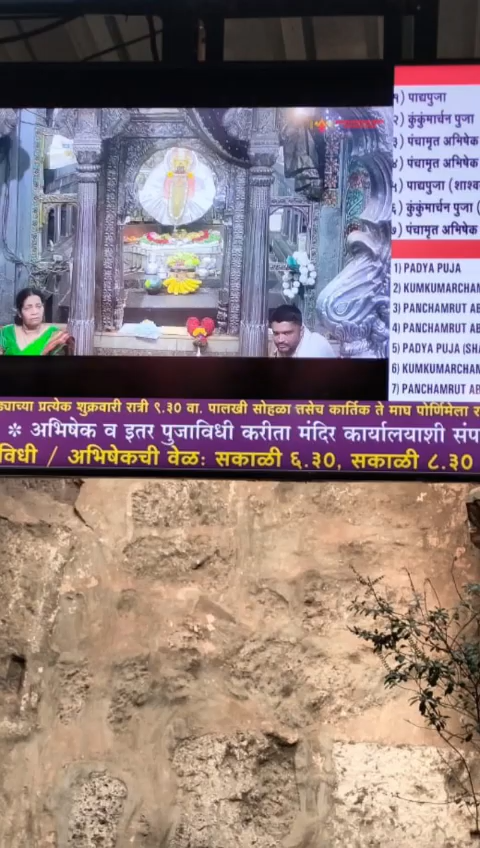 १) पाद्यपुजा
२) कुंकुंमार्चन पुजा
३) पंचामृत अभिषेक
४) पंचामृत अभिषेक
५) पाद्यपुजा (शाश्व
६) कुंकुंमार्चन पुजा (
७) पंचामृत अभिषेक
1) PADYA PUJA
2) KUMKUMARCHAN
3) PANCHAMRUT AB
4) PANCHAMRUT AB
5) PADYA PUJA (SHA
6) KUMKUMARCHAN
7) PANCHAMRUT AB
च्या प्रत्येक शुक्रवारी रात्री ९.३० वा. पालखी सोहळा तसेच कार्तिक ते माघ पोर्णिमेला रा
* अभिषेक व इतर पुजाविधी करीता मंदिर कार्यालयाशी संप
विधी / अभिषेकची वेळः सकाळी ६.३०, सकाळी ८.३०